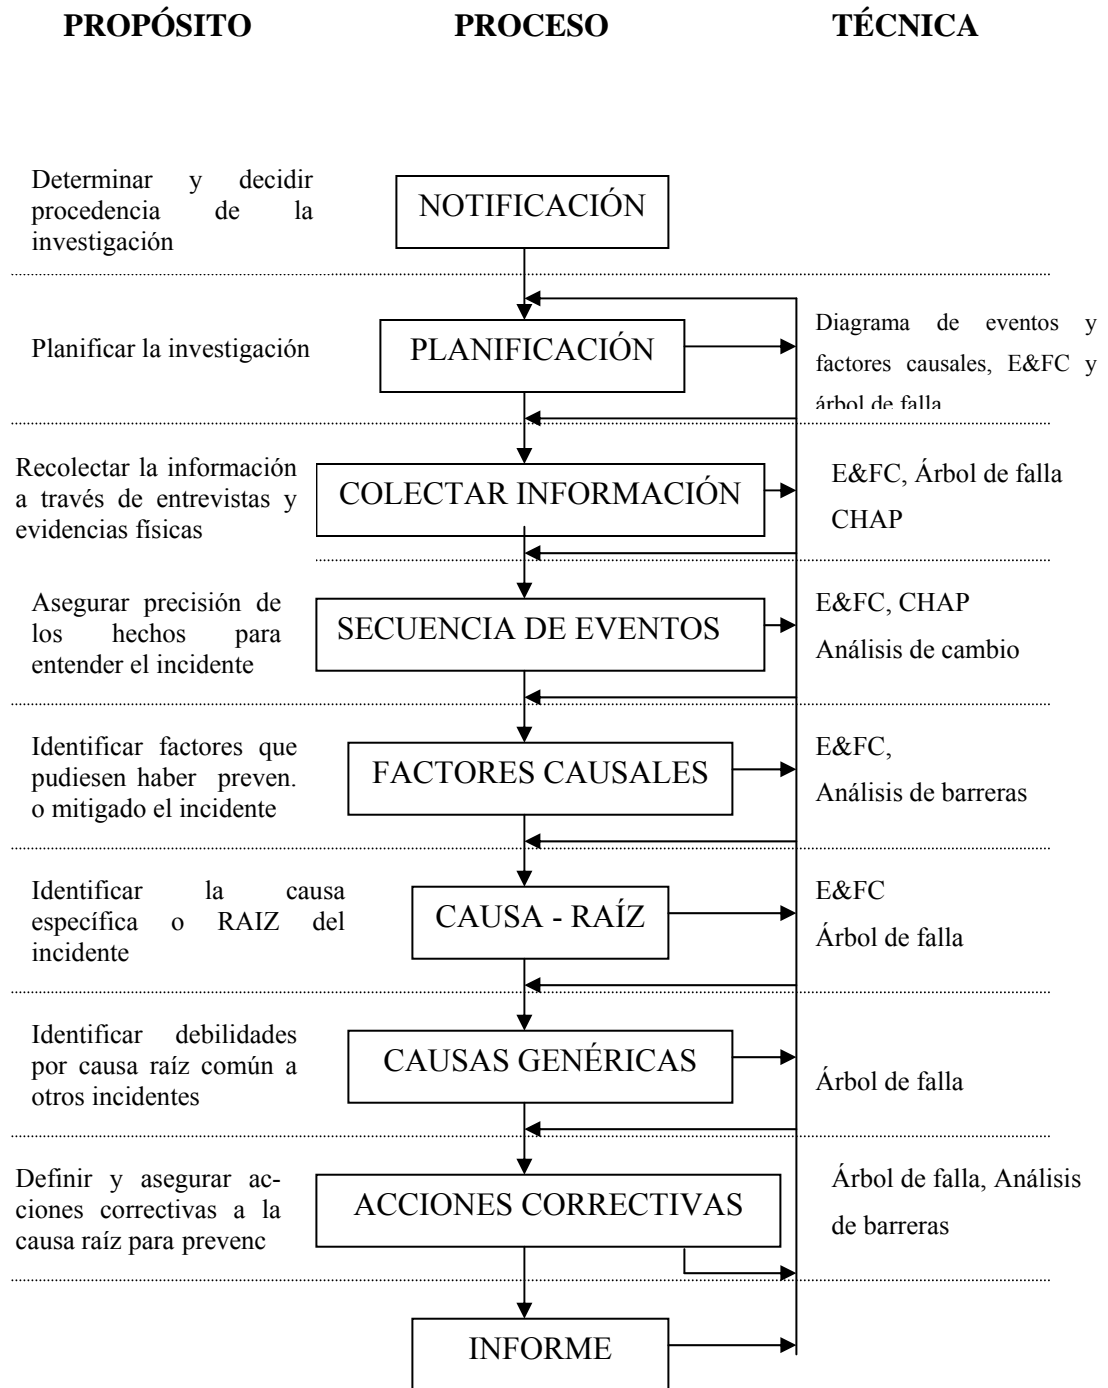 PROPÓSITO PROCESO TÉCNICA
Determinar y decidir
procedencia de la
investigación
NOTIFICACIÓN
Planificar la investigación
PLANIFICACIÓN
Diagrama de eventos y
factores causales, E&FC y
árbol de falla
Recolectar la información
a través de entrevistas y
evidencias físicas
COLECTAR INFORMACIÓN
E&FC, Árbol de falla
CHAP
Asegurar precisión de
los hechos para
entender el incidente
SECUENCIA DE EVENTOS
E&FC, CHAP
Análisis de cambio
Identificar factores que
pudiesen haber preven.
o mitigado el incidente
FACTORES CAUSALES
E&FC,
Análisis de barreras
Identificar la causa
específica o RAIZ del
incidente
CAUSA - RAÍZ
E&FC
Árbol de falla
Identificar debilidades
por causa raíz común a
otros incidentes
CAUSAS GENÉRICAS
Árbol de falla
Definir y asegurar ac-
ciones correctivas a la
causa raíz para prevenc
ACCIONES CORRECTIVAS
Árbol de falla, Análisis
de barreras
INFORME